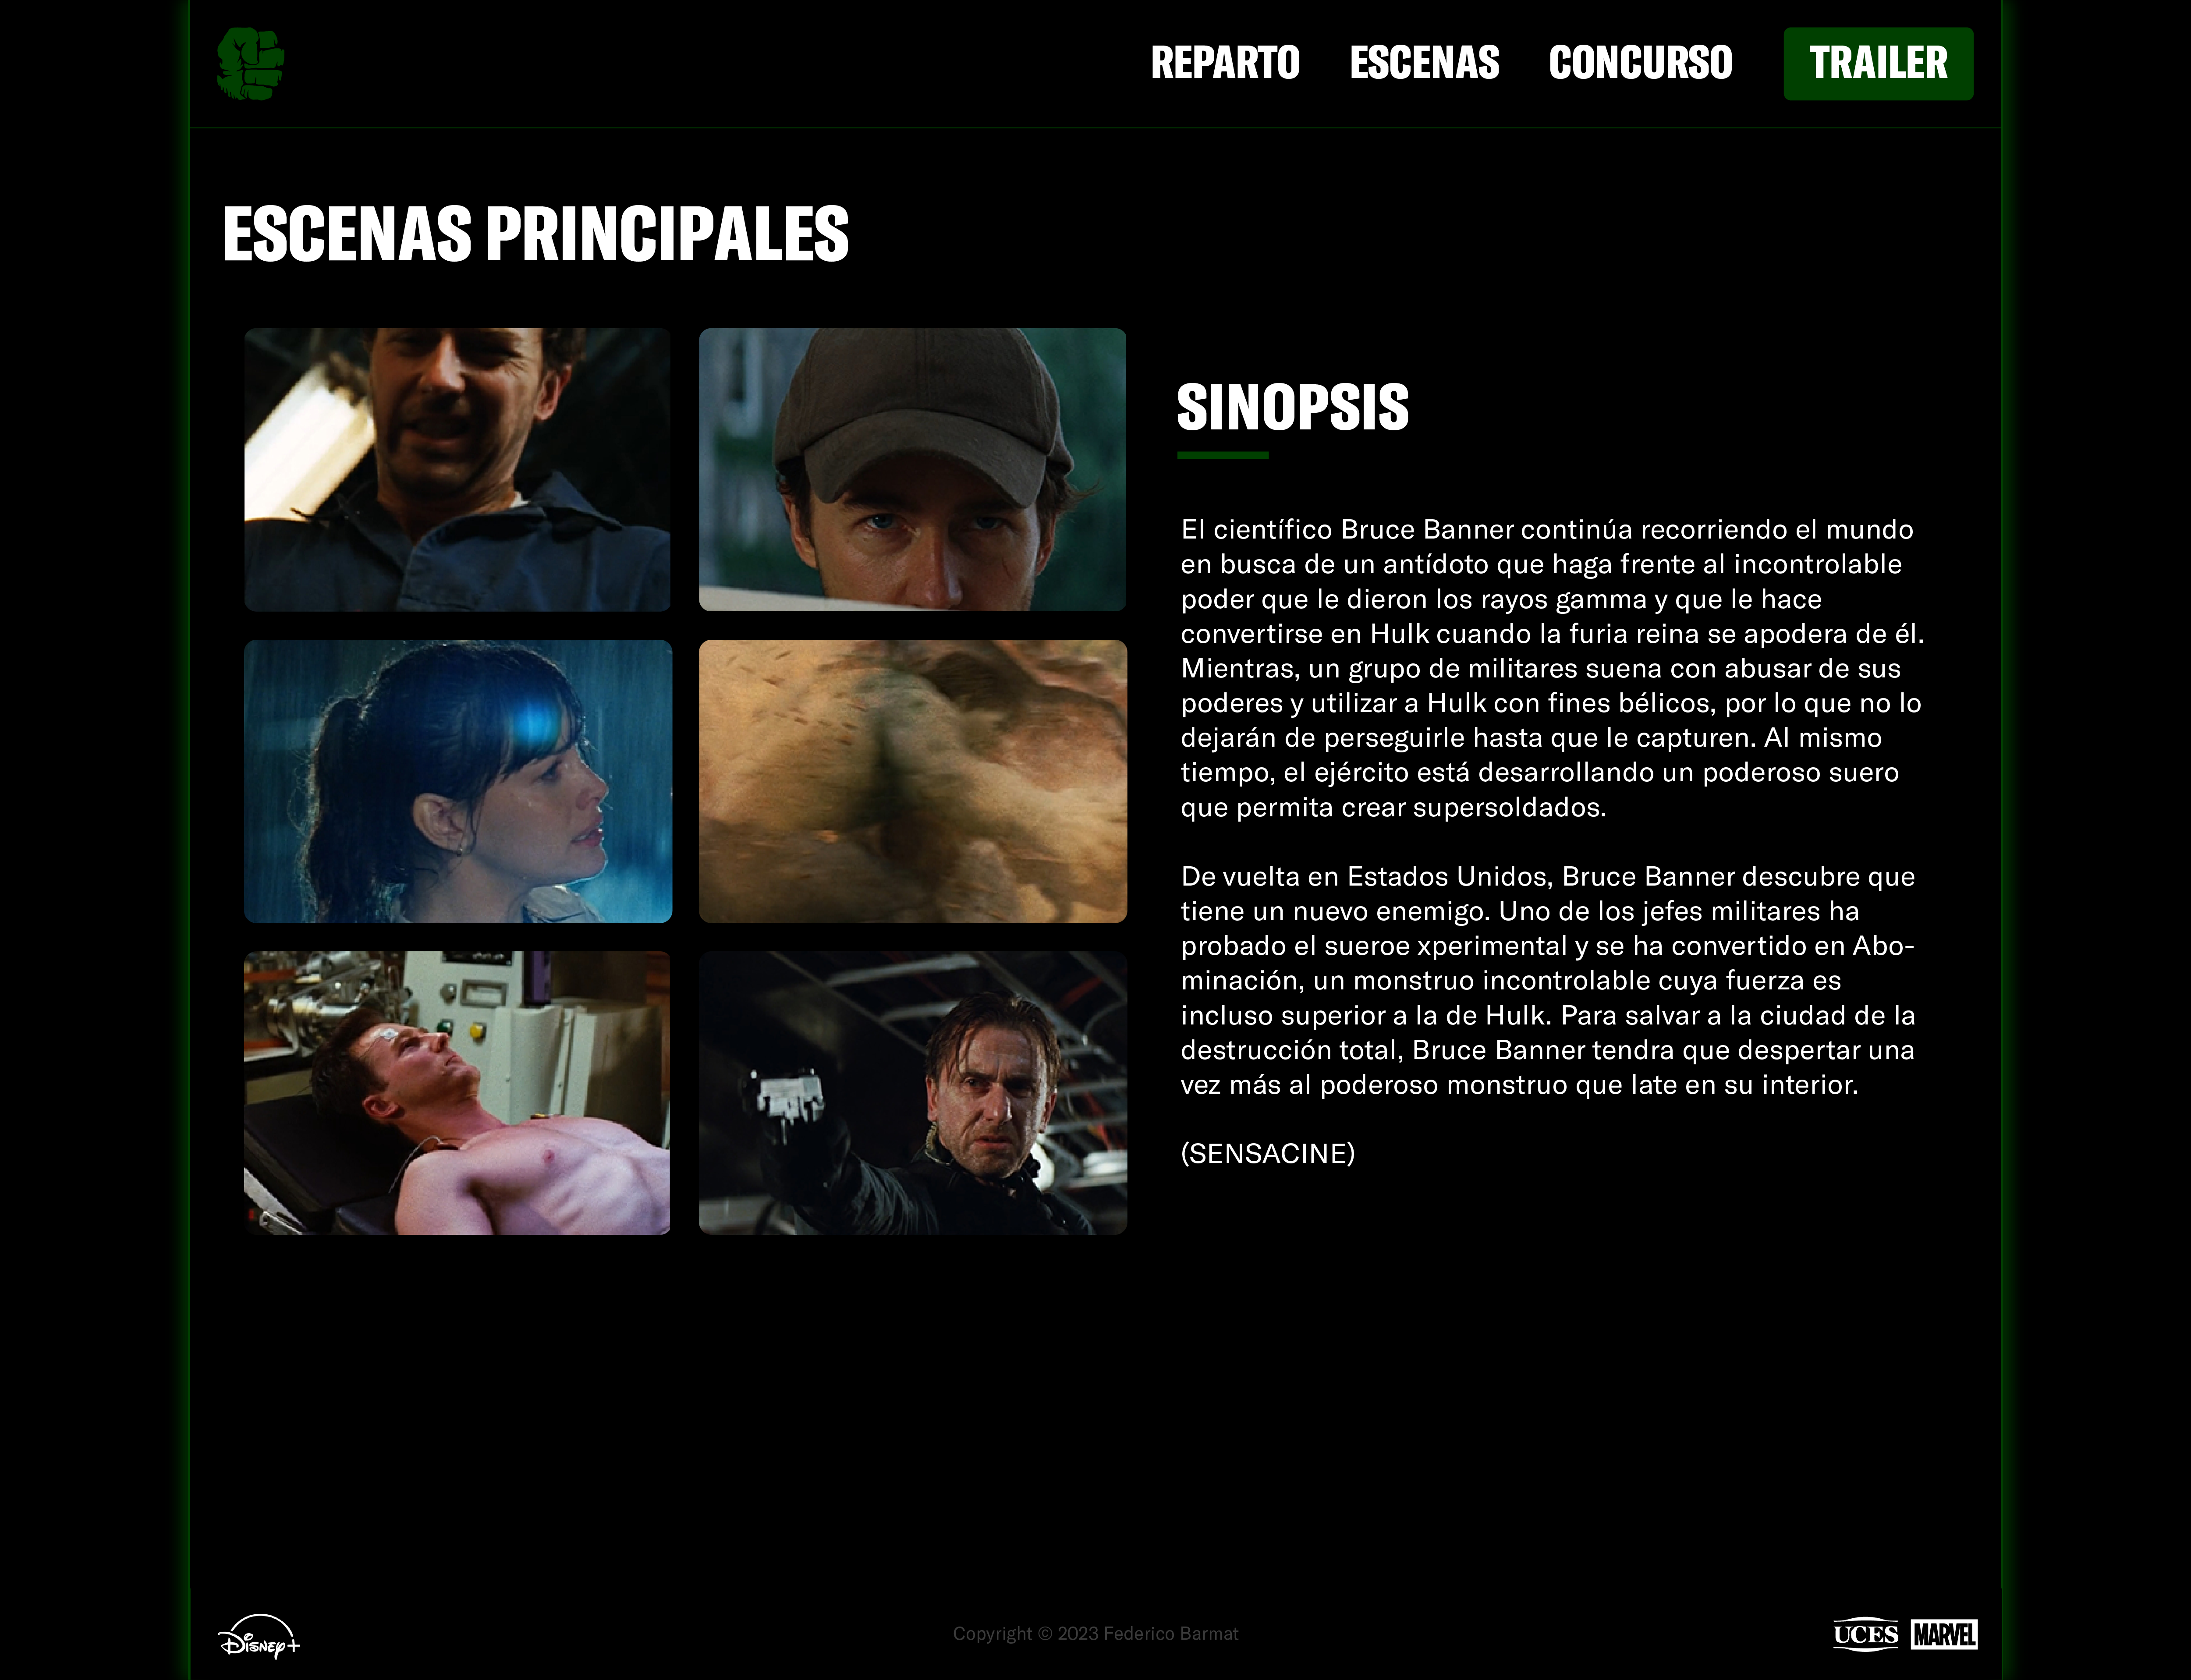 REPARTO ESCENAS CONCURSO TRAILER
ESCENAS PRINCIPALES
SINOPSIS
El científico Bruce Banner continúa recorriendo el mundo
en busca de un antídoto que haga frente al incontrolable
poder que le dieron los rayos gamma y que le hace
convertirse en Hulk cuando la furia reina se apodera de él.
Mientras, un grupo de militares suena con abusar de sus
poderes y utilizar a Hulk con fines bélicos, por lo que no lo
dejarán de perseguirle hasta que le capturen. Al mismo
tiempo, el ejército está desarrollando un poderoso suero
que permita crear supersoldados.
De vuelta en Estados Unidos, Bruce Banner descubre que
tiene un nuevo enemigo. Uno de los jefes militares ha
probado el sueroe xperimental y se ha convertido en Abo-
minación, un monstruo incontrolable cuya fuerza es
incluso superior a la de Hulk. Para salvar a la ciudad de la
destrucción total, Bruce Banner tendra que despertar una
vez más al poderoso monstruo que late en su interior.
(SENSACINE)
Disney+ Copyright © 2023 Federico Barmat UCES MARVEL